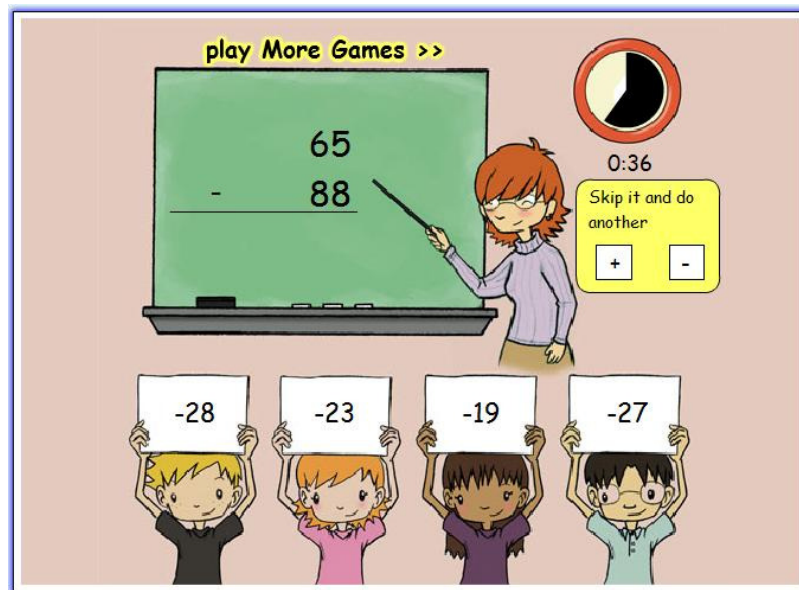 play More Games >>
65
- 88
0:36
Skip it and do
another
+ -
-28 -23 -19 -27